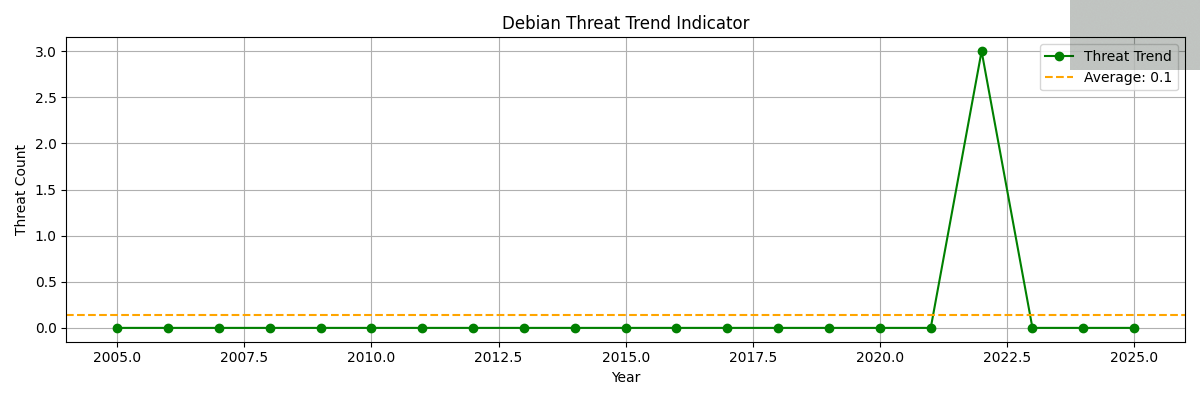 Debian Threat Trend Indicator
3.0
2.5
2.0
1.5
1.0
0.5
0.0
Threat Count
Threat Trend
Average: 0.1
2005.0 2007.5 2010.0 2012.5 2015.0 2017.5 2020.0 2022.5 2025.0
Year